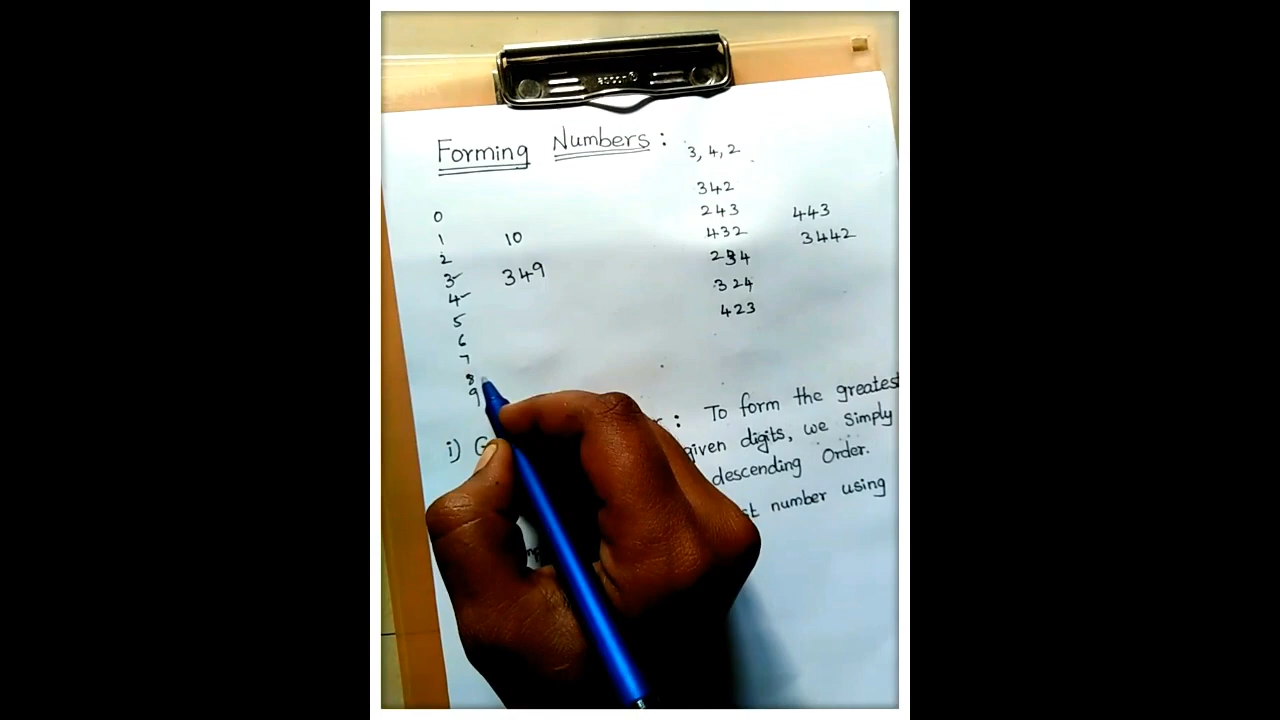 Forming Numbers : 3, 4, 2
342
0 243 443
1 10 432 3442
2 234
3 349 324
4 423
5
6
7
8
9
i) G : To form the greatest
given digits, we simply
descending Order.
number using